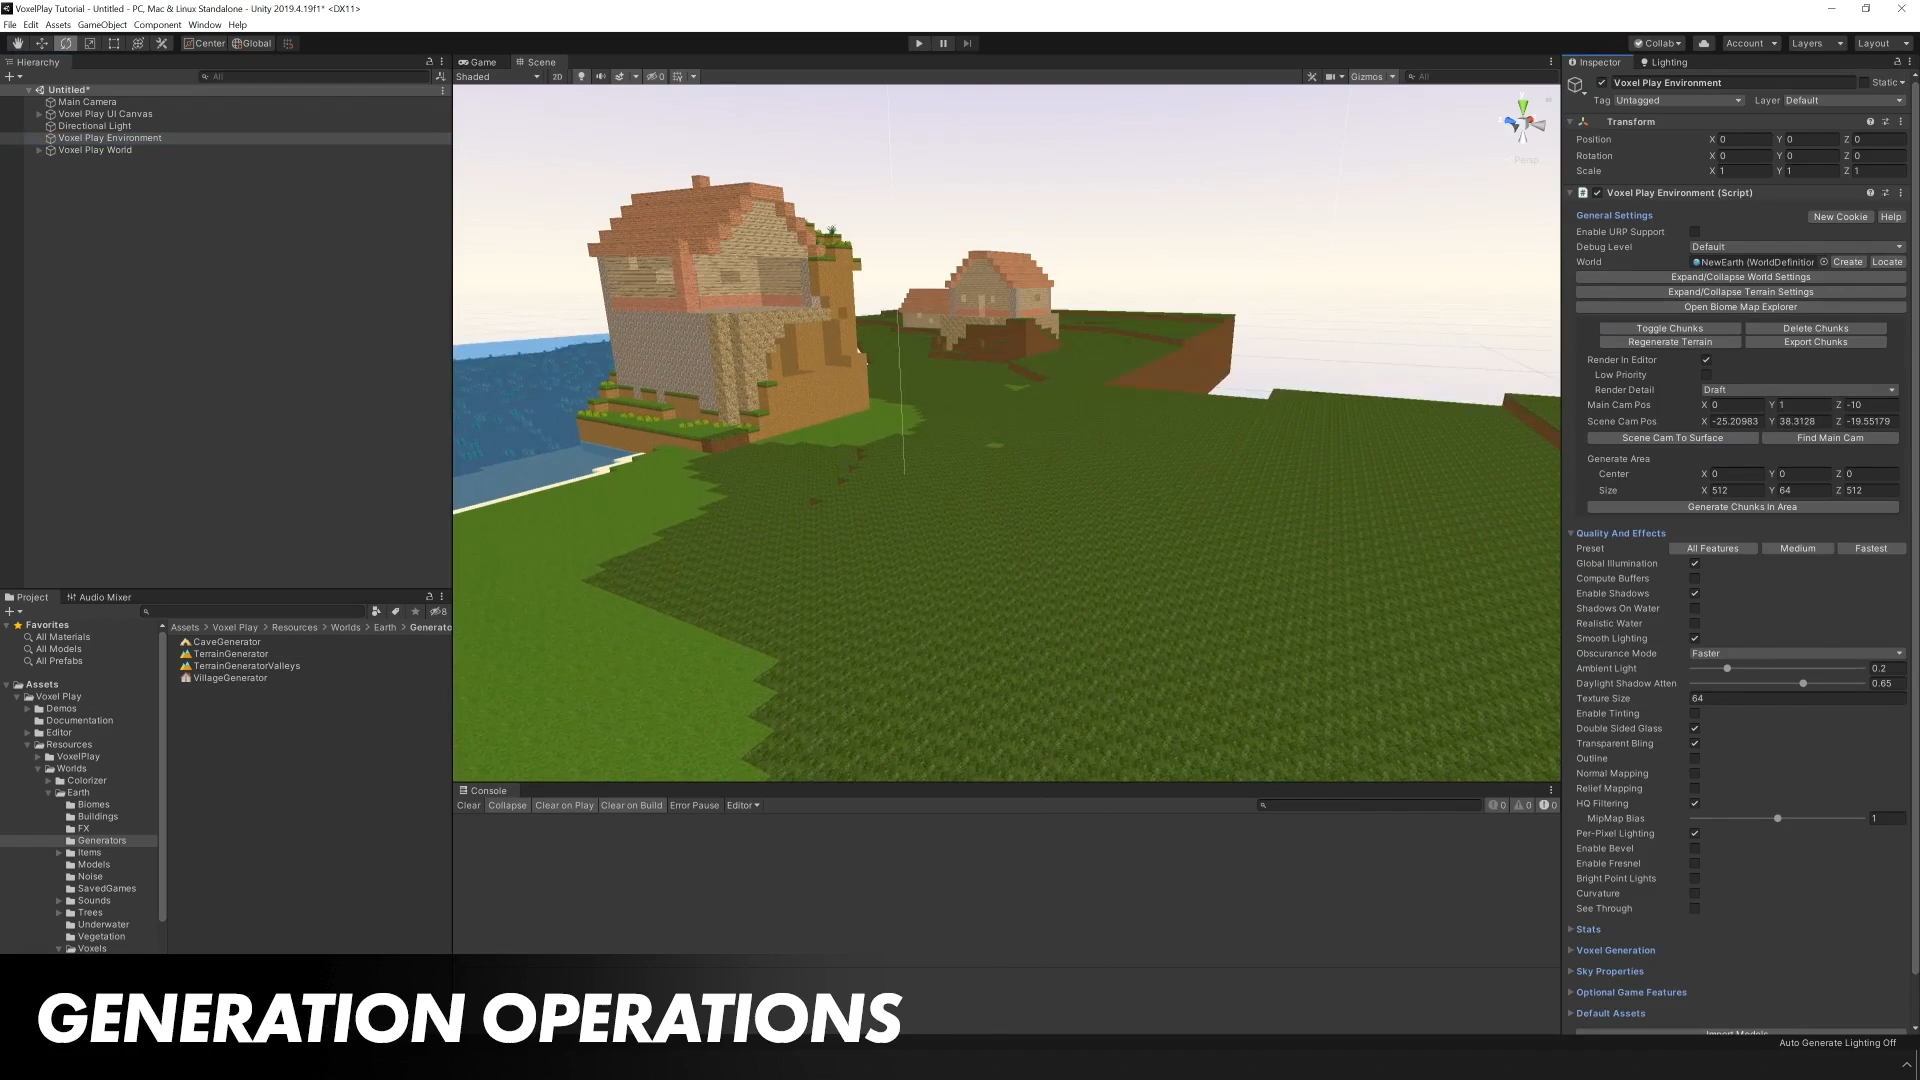 VoxelPlay Tutorial - Untitled - PC, Mac & Linux Standalone - Unity 2019.4.19f1* <DX11>
File Edit Assets GameObject Component Window Help
Center Global
Collab Account Layers Layout
Hierarchy
All
Untitled*
Main Camera
Voxel Play UI Canvas
Directional Light
Voxel Play Environment
Voxel Play World
Game Scene
Shaded 2D 0 Gizmos All
Persp
Project Audio Mixer
8
Favorites
All Materials
All Models
All Prefabs
Assets
Voxel Play
Demos
Documentation
Editor
Resources
VoxelPlay
Worlds
Colorizer
Earth
Biomes
Buildings
FX
Generators
Items
Models
Noise
SavedGames
Sounds
Trees
Underwater
Vegetation
Voxels
Assets > Voxel Play > Resources > Worlds > Earth > Generato
CaveGenerator
TerrainGenerator
TerrainGeneratorValleys
VillageGenerator
Console
Clear Collapse Clear on Play Clear on Build Error Pause Editor 0 0 0
Inspector Lighting
Voxel Play Environment Static
Tag Untagged Layer Default
Transform
Position X 0 Y 0 Z 0
Rotation X 0 Y 0 Z 0
Scale X 1 Y 1 Z 1
Voxel Play Environment (Script)
General Settings New Cookie Help
Enable URP Support
Debug Level Default
World NewEarth (WorldDefinition Create Locate
Expand/Collapse World Settings
Expand/Collapse Terrain Settings
Open Biome Map Explorer
Toggle Chunks Delete Chunks
Regenerate Terrain Export Chunks
Render In Editor
Low Priority
Render Detail Draft
Main Cam Pos X 0 Y 1 Z -10
Scene Cam Pos X -25.20983 Y 38.3128 Z -19.55179
Scene Cam To Surface Find Main Cam
Generate Area
Center X 0 Y 0 Z 0
Size X 512 Y 64 Z 512
Generate Chunks In Area
Quality And Effects
Preset All Features Medium Fastest
Global Illumination
Compute Buffers
Enable Shadows
Shadows On Water
Realistic Water
Smooth Lighting
Obscurance Mode Faster
Ambient Light 0.2
Daylight Shadow Atten 0.65
Texture Size 64
Enable Tinting
Double Sided Glass
Transparent Bling
Outline
Normal Mapping
Relief Mapping
HQ Filtering
MipMap Bias 1
Per-Pixel Lighting
Enable Bevel
Enable Fresnel
Bright Point Lights
Curvature
See Through
Stats
Voxel Generation
Sky Properties
Optional Game Features
Default Assets
Import Models
Auto Generate Lighting Off
GENERATION OPERATIONS